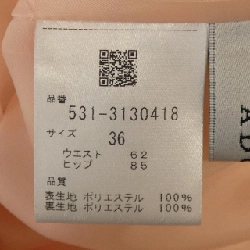 品番
531-3130418
サイズ
36
ウエスト 62
ヒップ 85
品質
表生地 ポリエステル 100%
裏生地 ポリエステル 100%
A
D